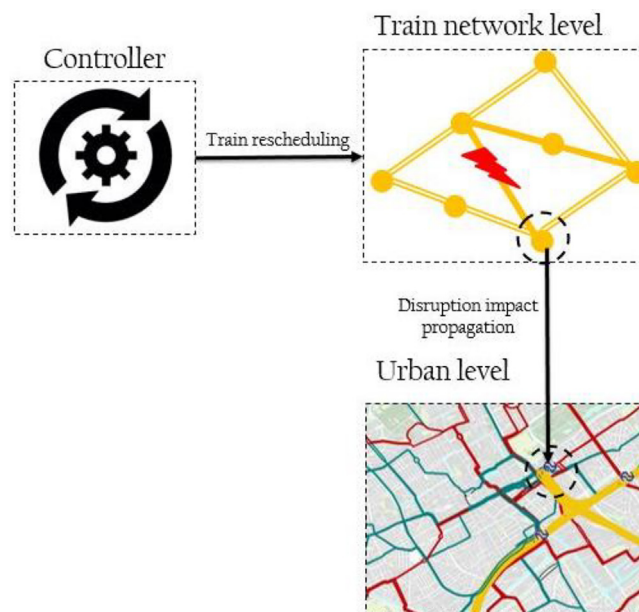 Train network level
Controller
Train rescheduling
Disruption impact
propagation
Urban level